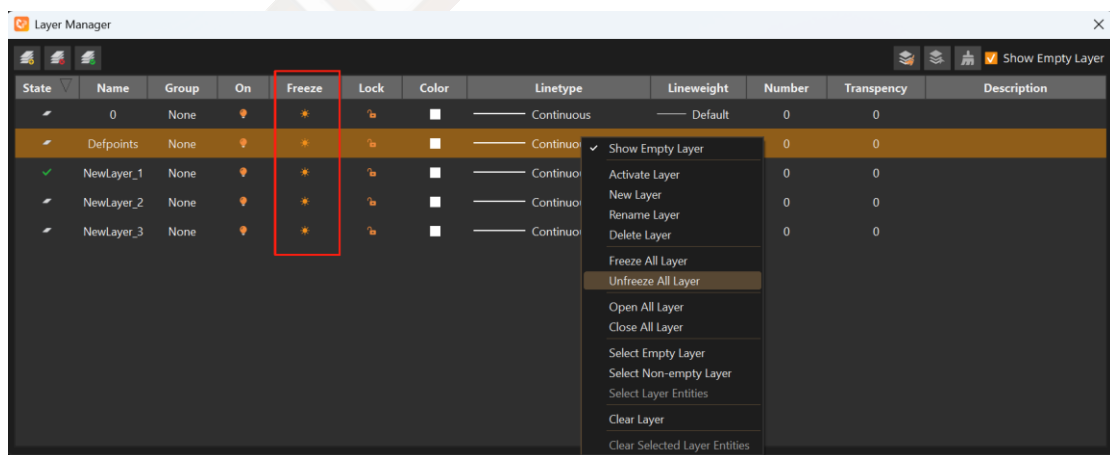 Layer Manager
Show Empty Layer
State Name Group On Freeze Lock Color Linetype Lineweight Number Transpency Description
0 None Continuous Default 0 0
Defpoints None Continuo 0 0
NewLayer_1 None Continuo 0 0
NewLayer_2 None Continuo 0 0
NewLayer_3 None Continuo 0 0
Show Empty Layer
Activate Layer
New Layer
Rename Layer
Delete Layer
Freeze All Layer
Unfreeze All Layer
Open All Layer
Close All Layer
Select Empty Layer
Select Non-empty Layer
Select Layer Entities
Clear Layer
Clear Selected Layer Entities